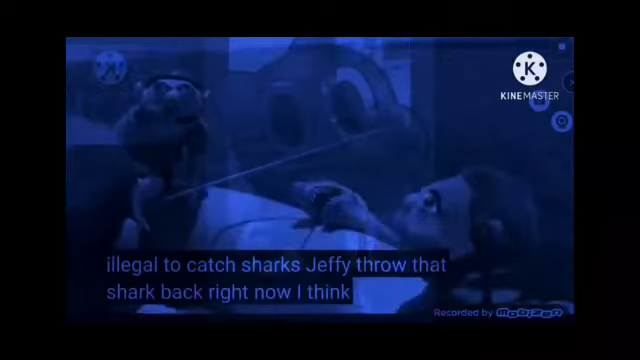 KINEMASTER
illegal to catch sharks Jeffy throw that
shark back right now I think
Recorded by mobizen